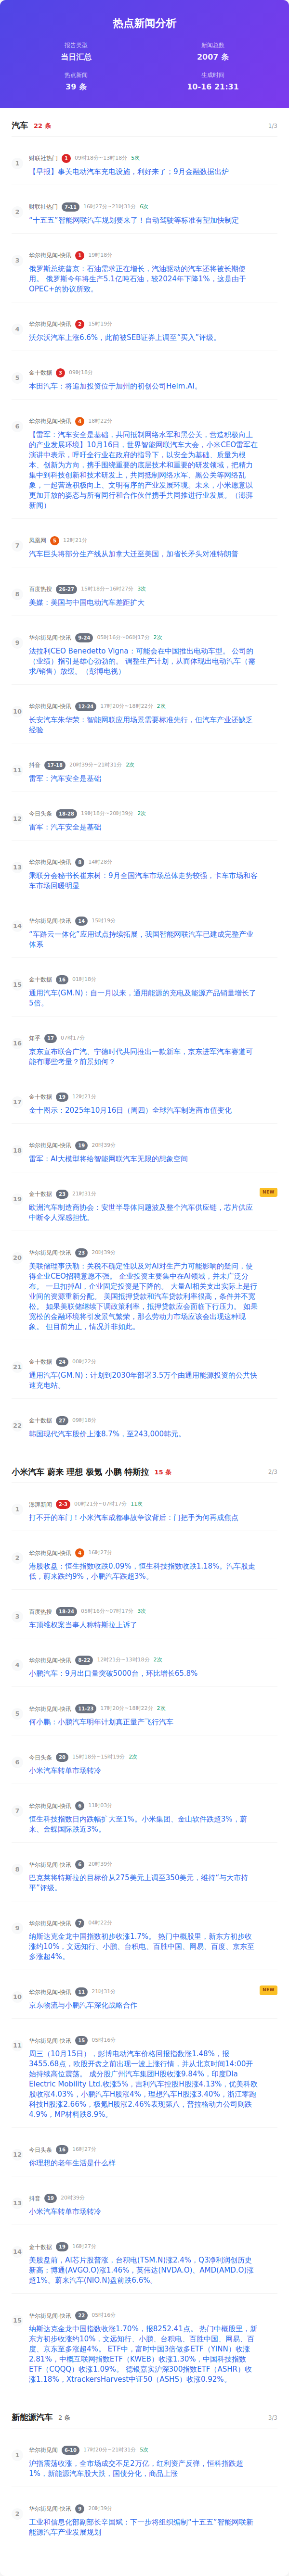 热点新闻分析
报告类型
当日汇总
新闻总数
2007 条
热点新闻
39 条
生成时间
10-16 21:31
汽车 22 条 1/3
1
财联社热门 1 09时18分~13时18分 5次
【早报】事关电动汽车充电设施，利好来了；9月金融数据出炉
2
财联社热门 7-11 16时27分~21时31分 6次
“十五五”智能网联汽车规划要来了！自动驾驶等标准有望加快制定
3
华尔街见闻-快讯 1 19时18分
俄罗斯总统普京：石油需求正在增长，汽油驱动的汽车还将被长期使
用。 俄罗斯今年将生产5.1亿吨石油，较2024年下降1%，这是由于
OPEC+的协议所致。
4
华尔街见闻-快讯 2 15时19分
沃尔沃汽车上涨6.6%，此前被SEB证券上调至“买入”评级。
5
金十数据 3 09时18分
本田汽车：将追加投资位于加州的初创公司Helm.AI。
6
华尔街见闻-快讯 4 18时22分
【雷军：汽车安全是基础，共同抵制网络水军和黑公关，营造积极向上
的产业发展环境】10月16日，世界智能网联汽车大会，小米CEO雷军在
演讲中表示，呼吁全行业在政府的指导下，以安全为基础、质量为根
本、创新为方向，携手围绕重要的底层技术和重要的研发领域，把精力
集中到科技创新和技术研发上，共同抵制网络水军、黑公关等网络乱
象，一起营造积极向上、文明有序的产业发展环境。未来，小米愿意以
更加开放的姿态与所有同行和合作伙伴携手共同推进行业发展。（澎湃
新闻）
7
凤凰网 5 12时21分
汽车巨头将部分生产线从加拿大迁至美国，加省长矛头对准特朗普
8
百度热搜 26-27 15时18分~16时27分 3次
美媒：美国与中国电动汽车差距扩大
9
华尔街见闻-快讯 9-24 05时16分~06时17分 2次
法拉利CEO Benedetto Vigna：可能会在中国推出电动车型。 公司的
（业绩）指引是雄心勃勃的。 调整生产计划，从而体现出电动汽车（需
求/销售）放缓。（彭博电视）
10
华尔街见闻-快讯 12-24 17时20分~18时22分 2次
长安汽车朱华荣：智能网联应用场景需要标准先行，但汽车产业还缺乏
经验
11
抖音 17-18 20时39分~21时31分 2次
雷军：汽车安全是基础
12
今日头条 18-28 19时18分~20时39分 2次
雷军：汽车安全是基础
13
华尔街见闻-快讯 8 14时28分
乘联分会秘书长崔东树：9月全国汽车市场总体走势较强，卡车市场和客
车市场回暖明显
14
华尔街见闻-快讯 14 15时19分
“车路云一体化”应用试点持续拓展，我国智能网联汽车已建成完整产业
体系
15
金十数据 16 01时18分
通用汽车(GM.N)：自一月以来，通用能源的充电及能源产品销量增长了
5倍。
16
知乎 17 07时17分
京东宣布联合广汽、宁德时代共同推出一款新车，京东进军汽车赛道可
能有哪些考量？前景如何？
17
金十数据 19 12时21分
金十图示：2025年10月16日（周四）全球汽车制造商市值变化
18
华尔街见闻-快讯 19 20时39分
雷军：AI大模型将给智能网联汽车无限的想象空间
19
金十数据 23 21时31分 NEW
欧洲汽车制造商协会：安世半导体问题波及整个汽车供应链，芯片供应
中断令人深感担忧。
20
华尔街见闻-快讯 23 20时39分
美联储理事沃勒：关税不确定性以及对AI对生产力可能影响的疑问，使
得企业CEO招聘意愿不强。 企业投资主要集中在AI领域，并未广泛分
布。 一旦扣掉AI，企业固定投资是下降的。 大量AI相关支出实际上是行
业间的资源重新分配。 美国抵押贷款和汽车贷款利率很高，条件并不宽
松。 如果美联储继续下调政策利率，抵押贷款应会面临下行压力。 如果
宽松的金融环境将引发景气繁荣，那么劳动力市场应该会出现这种现
象。 但目前为止，情况并非如此。
21
金十数据 24 00时22分
通用汽车(GM.N)：计划到2030年部署3.5万个由通用能源投资的公共快
速充电站。
22
金十数据 27 09时18分
韩国现代汽车股价上涨8.7%，至243,000韩元。
小米汽车 蔚来 理想 极氪 小鹏 特斯拉 15 条 2/3
1
澎湃新闻 2-3 00时21分~07时17分 11次
打不开的车门！小米汽车成都事故争议背后：门把手为何再成焦点
2
华尔街见闻-快讯 4 16时27分
港股收盘：恒生指数收跌0.09%，恒生科技指数收跌1.18%。汽车股走
低，蔚来跌约9%，小鹏汽车跌超3%。
3
百度热搜 18-24 05时16分~07时17分 3次
车顶维权案当事人称特斯拉上诉了
4
华尔街见闻-快讯 8-22 12时21分~13时18分 2次
小鹏汽车：9月出口量突破5000台，环比增长65.8%
5
华尔街见闻-快讯 11-23 17时20分~18时22分 2次
何小鹏：小鹏汽车明年计划真正量产飞行汽车
6
今日头条 20 15时18分~15时19分 2次
小米汽车转单市场转冷
7
华尔街见闻-快讯 6 11时03分
恒生科技指数日内跌幅扩大至1%。小米集团、金山软件跌超3%，蔚
来、金蝶国际跌近3%。
8
华尔街见闻-快讯 6 20时39分
巴克莱将特斯拉的目标价从275美元上调至350美元，维持“与大市持
平”评级。
9
华尔街见闻-快讯 7 04时22分
纳斯达克金龙中国指数初步收涨1.7%。 热门中概股里，新东方初步收
涨约10%，文远知行、小鹏、台积电、百胜中国、网易、百度、京东至
多涨超4%。
10
华尔街见闻-快讯 11 21时31分 NEW
京东物流与小鹏汽车深化战略合作
11
华尔街见闻-快讯 15 05时16分
周三（10月15日），彭博电动汽车价格回报指数涨1.48%，报
3455.68点，欧股开盘之前出现一波上涨行情，并从北京时间14:00开
始持续高位震荡。 成分股广州汽车集团H股收涨9.84%，印度Ola
Electric Mobility Ltd.收涨5%，吉利汽车控股H股涨4.13%，优美科欧
股收涨4.03%，小鹏汽车H股涨4%，理想汽车H股涨3.40%，浙江零跑
科技H股涨2.66%，极氪H股涨2.46%表现第八，普拉格动力公司则跌
4.9%，MP材料跌8.9%。
12
今日头条 16 16时27分
你理想的老年生活是什么样
13
抖音 19 20时39分
小米汽车转单市场转冷
14
金十数据 19 16时27分
美股盘前，AI芯片股普涨，台积电(TSM.N)涨2.4%，Q3净利润创历史
新高；博通(AVGO.O)涨1.46%，英伟达(NVDA.O)、AMD(AMD.O)涨
超1%。蔚来汽车(NIO.N)盘前跌6.6%。
15
华尔街见闻-快讯 22 05时16分
纳斯达克金龙中国指数收涨1.70%，报8252.41点。 热门中概股里，新
东方初步收涨约10%，文远知行、小鹏、台积电、百胜中国、网易、百
度、京东至多涨超4%。 ETF中，富时中国3倍做多ETF（YINN）收涨
2.81%，中概互联网指数ETF（KWEB）收涨1.30%，中国科技指数
ETF（CQQQ）收涨1.09%。 德银嘉实沪深300指数ETF（ASHR）收
涨1.18%，XtrackersHarvest中证50（ASHS）收涨0.92%。
新能源汽车 2 条 3/3
1
华尔街见闻 6-10 17时20分~21时31分 5次
沪指震荡收涨，全市场成交不足2万亿，红利资产反弹，恒科指跌超
1%，新能源汽车股大跌，国债分化，商品上涨
2
华尔街见闻-快讯 9 20时39分
工业和信息化部副部长辛国斌：下一步将组织编制“十五五”智能网联新
能源汽车产业发展规划